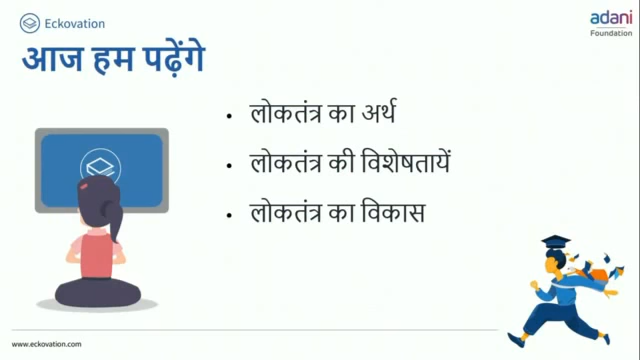 Eckovation
adani
Foundation
आज हम पढ़ेंगे
• लोकतंत्र का अर्थ
• लोकतंत्र की विशेषतायें
• लोकतंत्र का विकास
www.eckovation.com